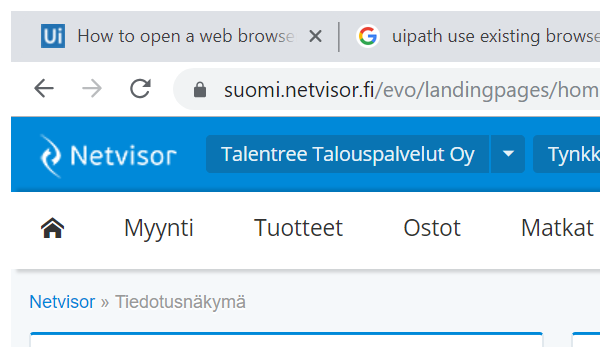 How to open a web browse
uipath use existing browse
suomi.netvisor.fi/evo/landingpages/hom
Netvisor
Talentree Talouspalvelut Oy
Tynkk
Myynti
Tuotteet
Ostot
Matkat
Netvisor » Tiedotusnäkymä